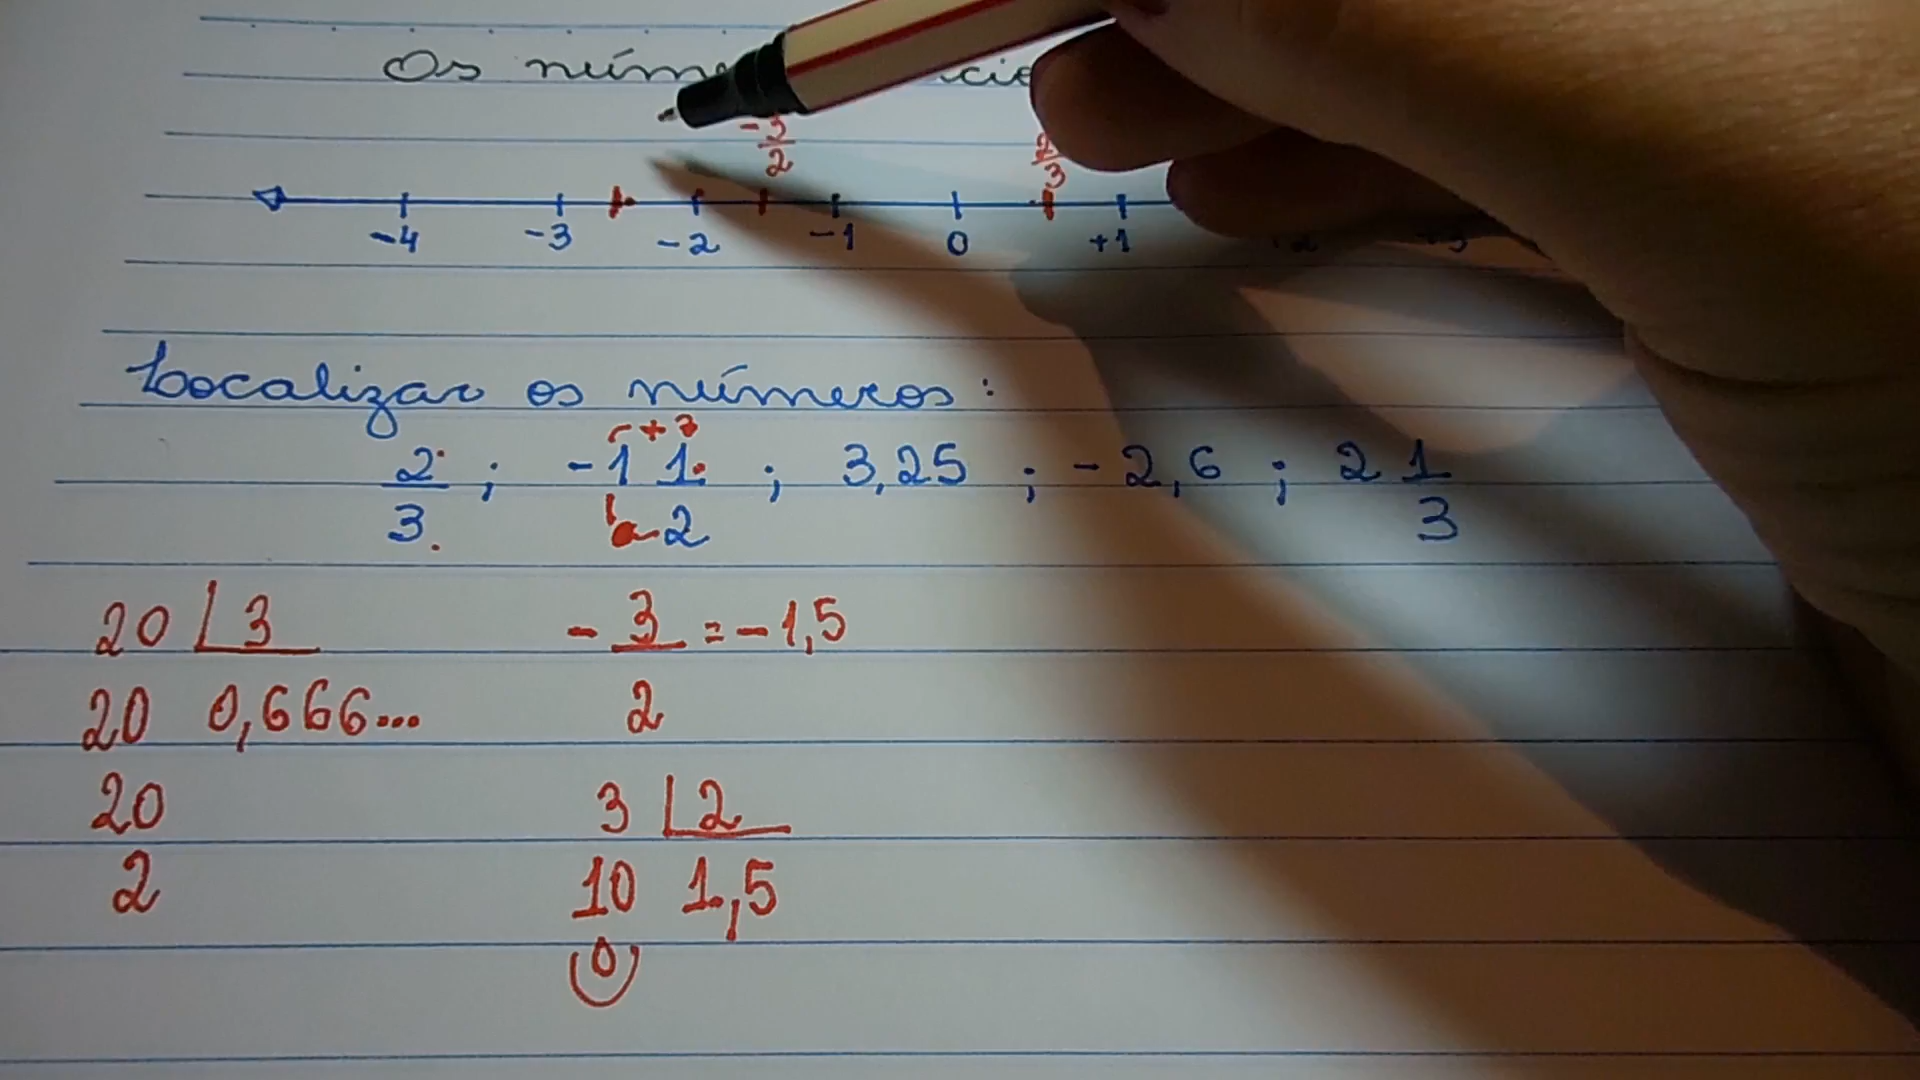 Os
-3/2 2/3
-4 -3 -2 -1 0 +1 +2 +3
Localizar os números:
2/3 ; -1 1/2 ; 3,25 ; -2,6 ; 2 1/3
20 3 - 3/2 = -1,5
20 0,666...
20 3 2
2 10 1,5
0